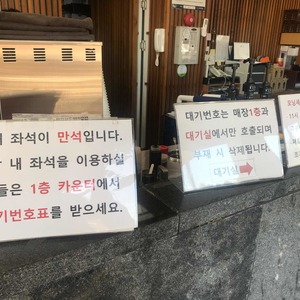 좌석이 만석입니다.
내 좌석을 이용하실
들은 1층 카운터에서
기번호표를 받으세요.
대기번호는 매장1층과
대기실에서만 호출되며
부재 시 삭제됩니다.
대기실